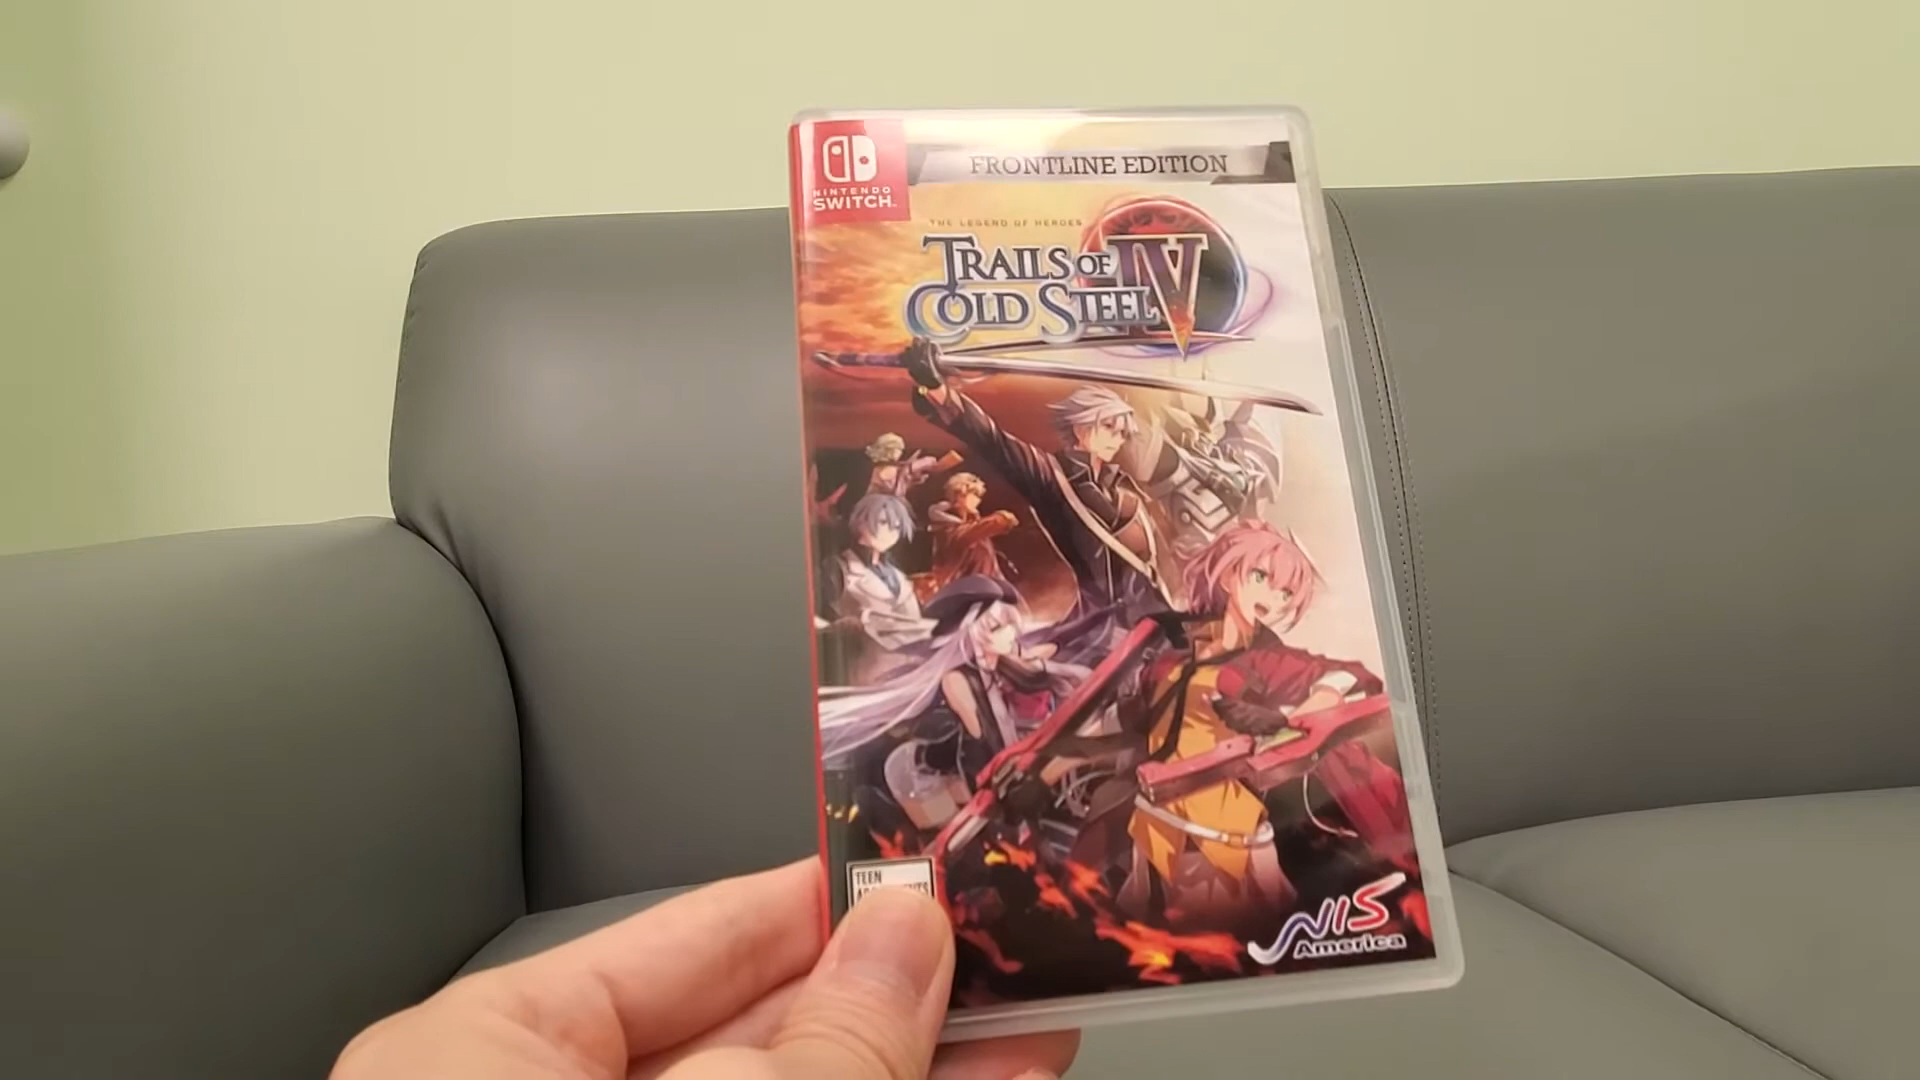 NINTENDO
SWITCH
FRONTLINE EDITION
THE LEGEND OF HEROES
TRAILS OF
COLD STEEL IV
TEEN
NIS
America